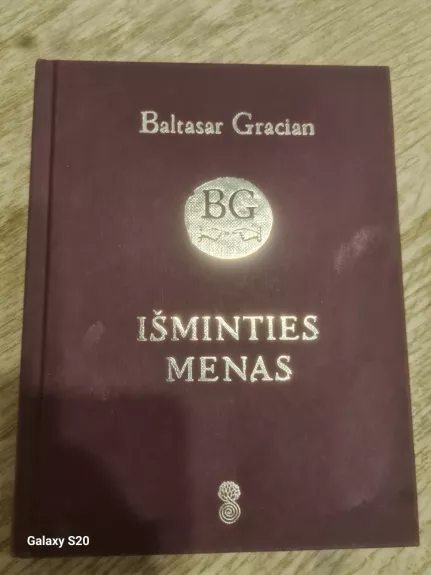 Baltasar Gracian
BG
IŠMINTIES
MENAS
Galaxy S20